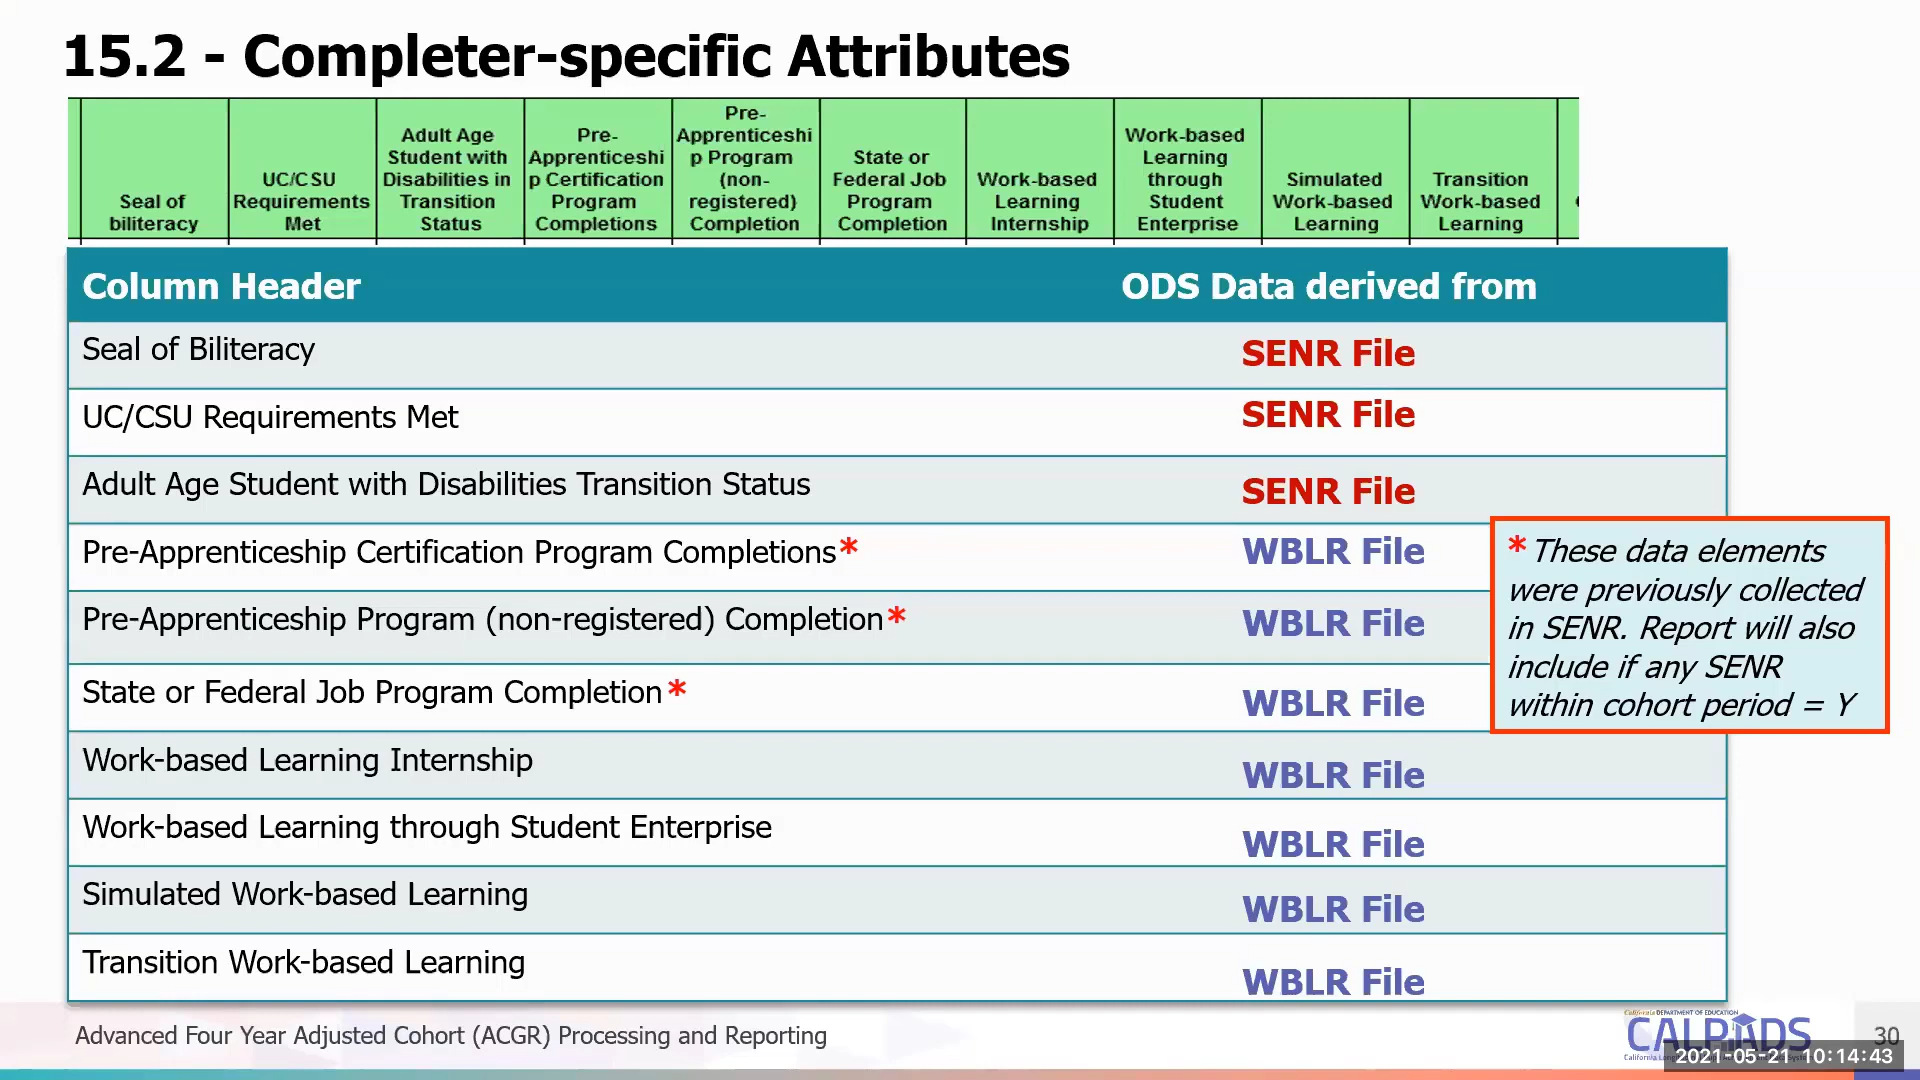 15.2 - Completer-specific Attributes
Seal of
biliteracy
UC/CSU
Requirements
Met
Adult Age
Student with
Disabilities in
Transition
Status
Pre-
Apprenticeshi
p Certification
Program
Completions
Pre-
Apprenticeshi
p Program
(non-
registered)
Completion
State or
Federal Job
Program
Completion
Work-based
Learning
Internship
Work-based
Learning
through
Student
Enterprise
Simulated
Work-based
Learning
Transition
Work-based
Learning
Column Header ODS Data derived from
Seal of Biliteracy SENR File
UC/CSU Requirements Met SENR File
Adult Age Student with Disabilities Transition Status SENR File
Pre-Apprenticeship Certification Program Completions* WBLR File
Pre-Apprenticeship Program (non-registered) Completion* WBLR File
State or Federal Job Program Completion* WBLR File
Work-based Learning Internship WBLR File
Work-based Learning through Student Enterprise WBLR File
Simulated Work-based Learning WBLR File
Transition Work-based Learning WBLR File
* These data elements
were previously collected
in SENR. Report will also
include if any SENR
within cohort period = Y
Advanced Four Year Adjusted Cohort (ACGR) Processing and Reporting
California DEPARTMENT OF EDUCATION
CALPADS
30
2021-05-21 10:14:43